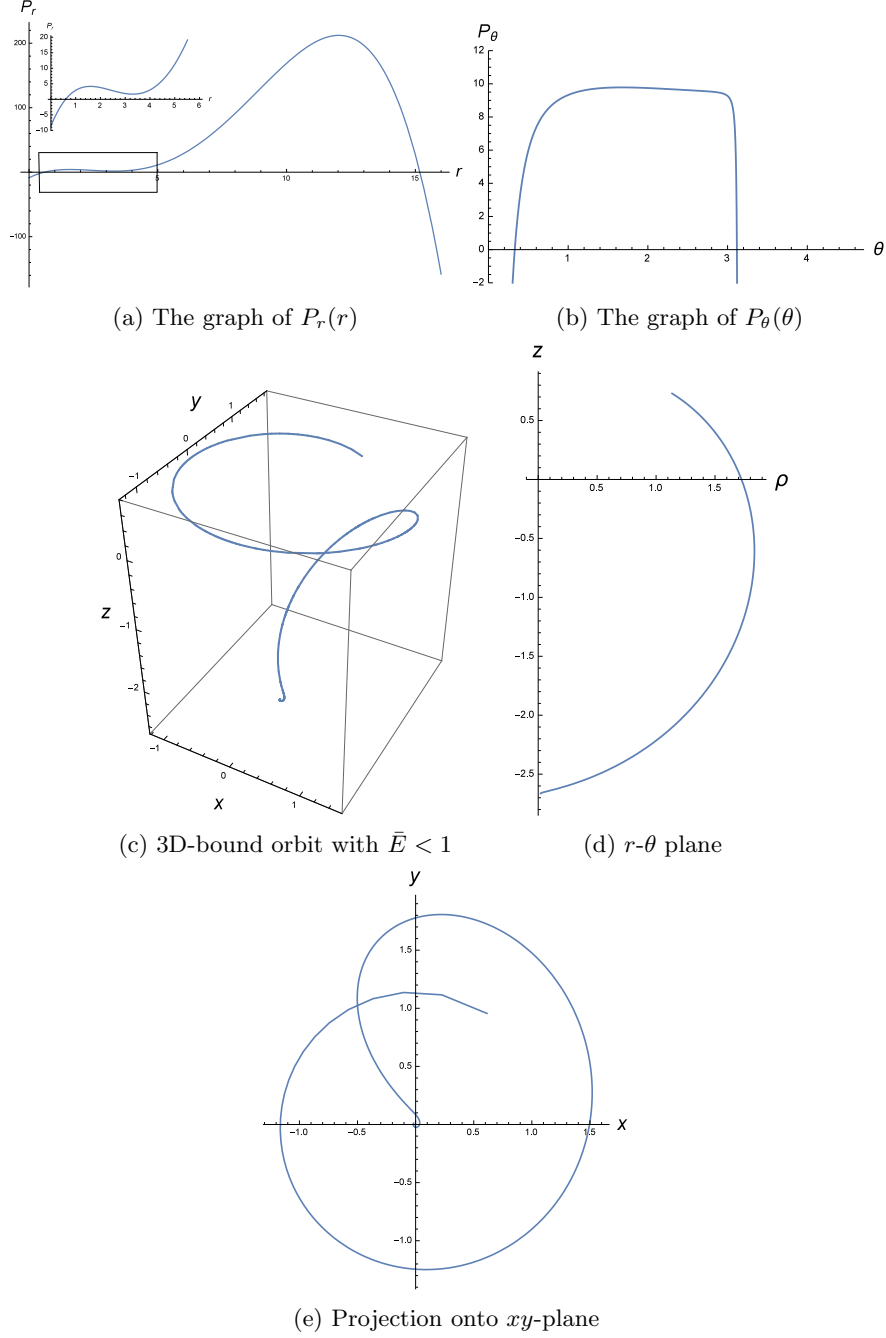 P_r
200
100
-100
5
10
15
r
P_r
20
15
10
5
-5
-10
1 2 3 4 5 6
r
P_θ
12
10
8
6
4
2
0
-2
1 2 3 4
θ
(a) The graph of P_r(r)
(b) The graph of P_θ(θ)
y
1
0
-1
z
0
-1
-2
-1
0
1
x
z
0.5
-0.5
-1.0
-1.5
-2.0
-2.5
0.5 1.0 1.5
ρ
(c) 3D-bound orbit with Ē < 1
(d) r-θ plane
y
1.5
1.0
0.5
-0.5
-1.0
-1.0 -0.5 0.5 1.0 1.5
x
(e) Projection onto xy-plane